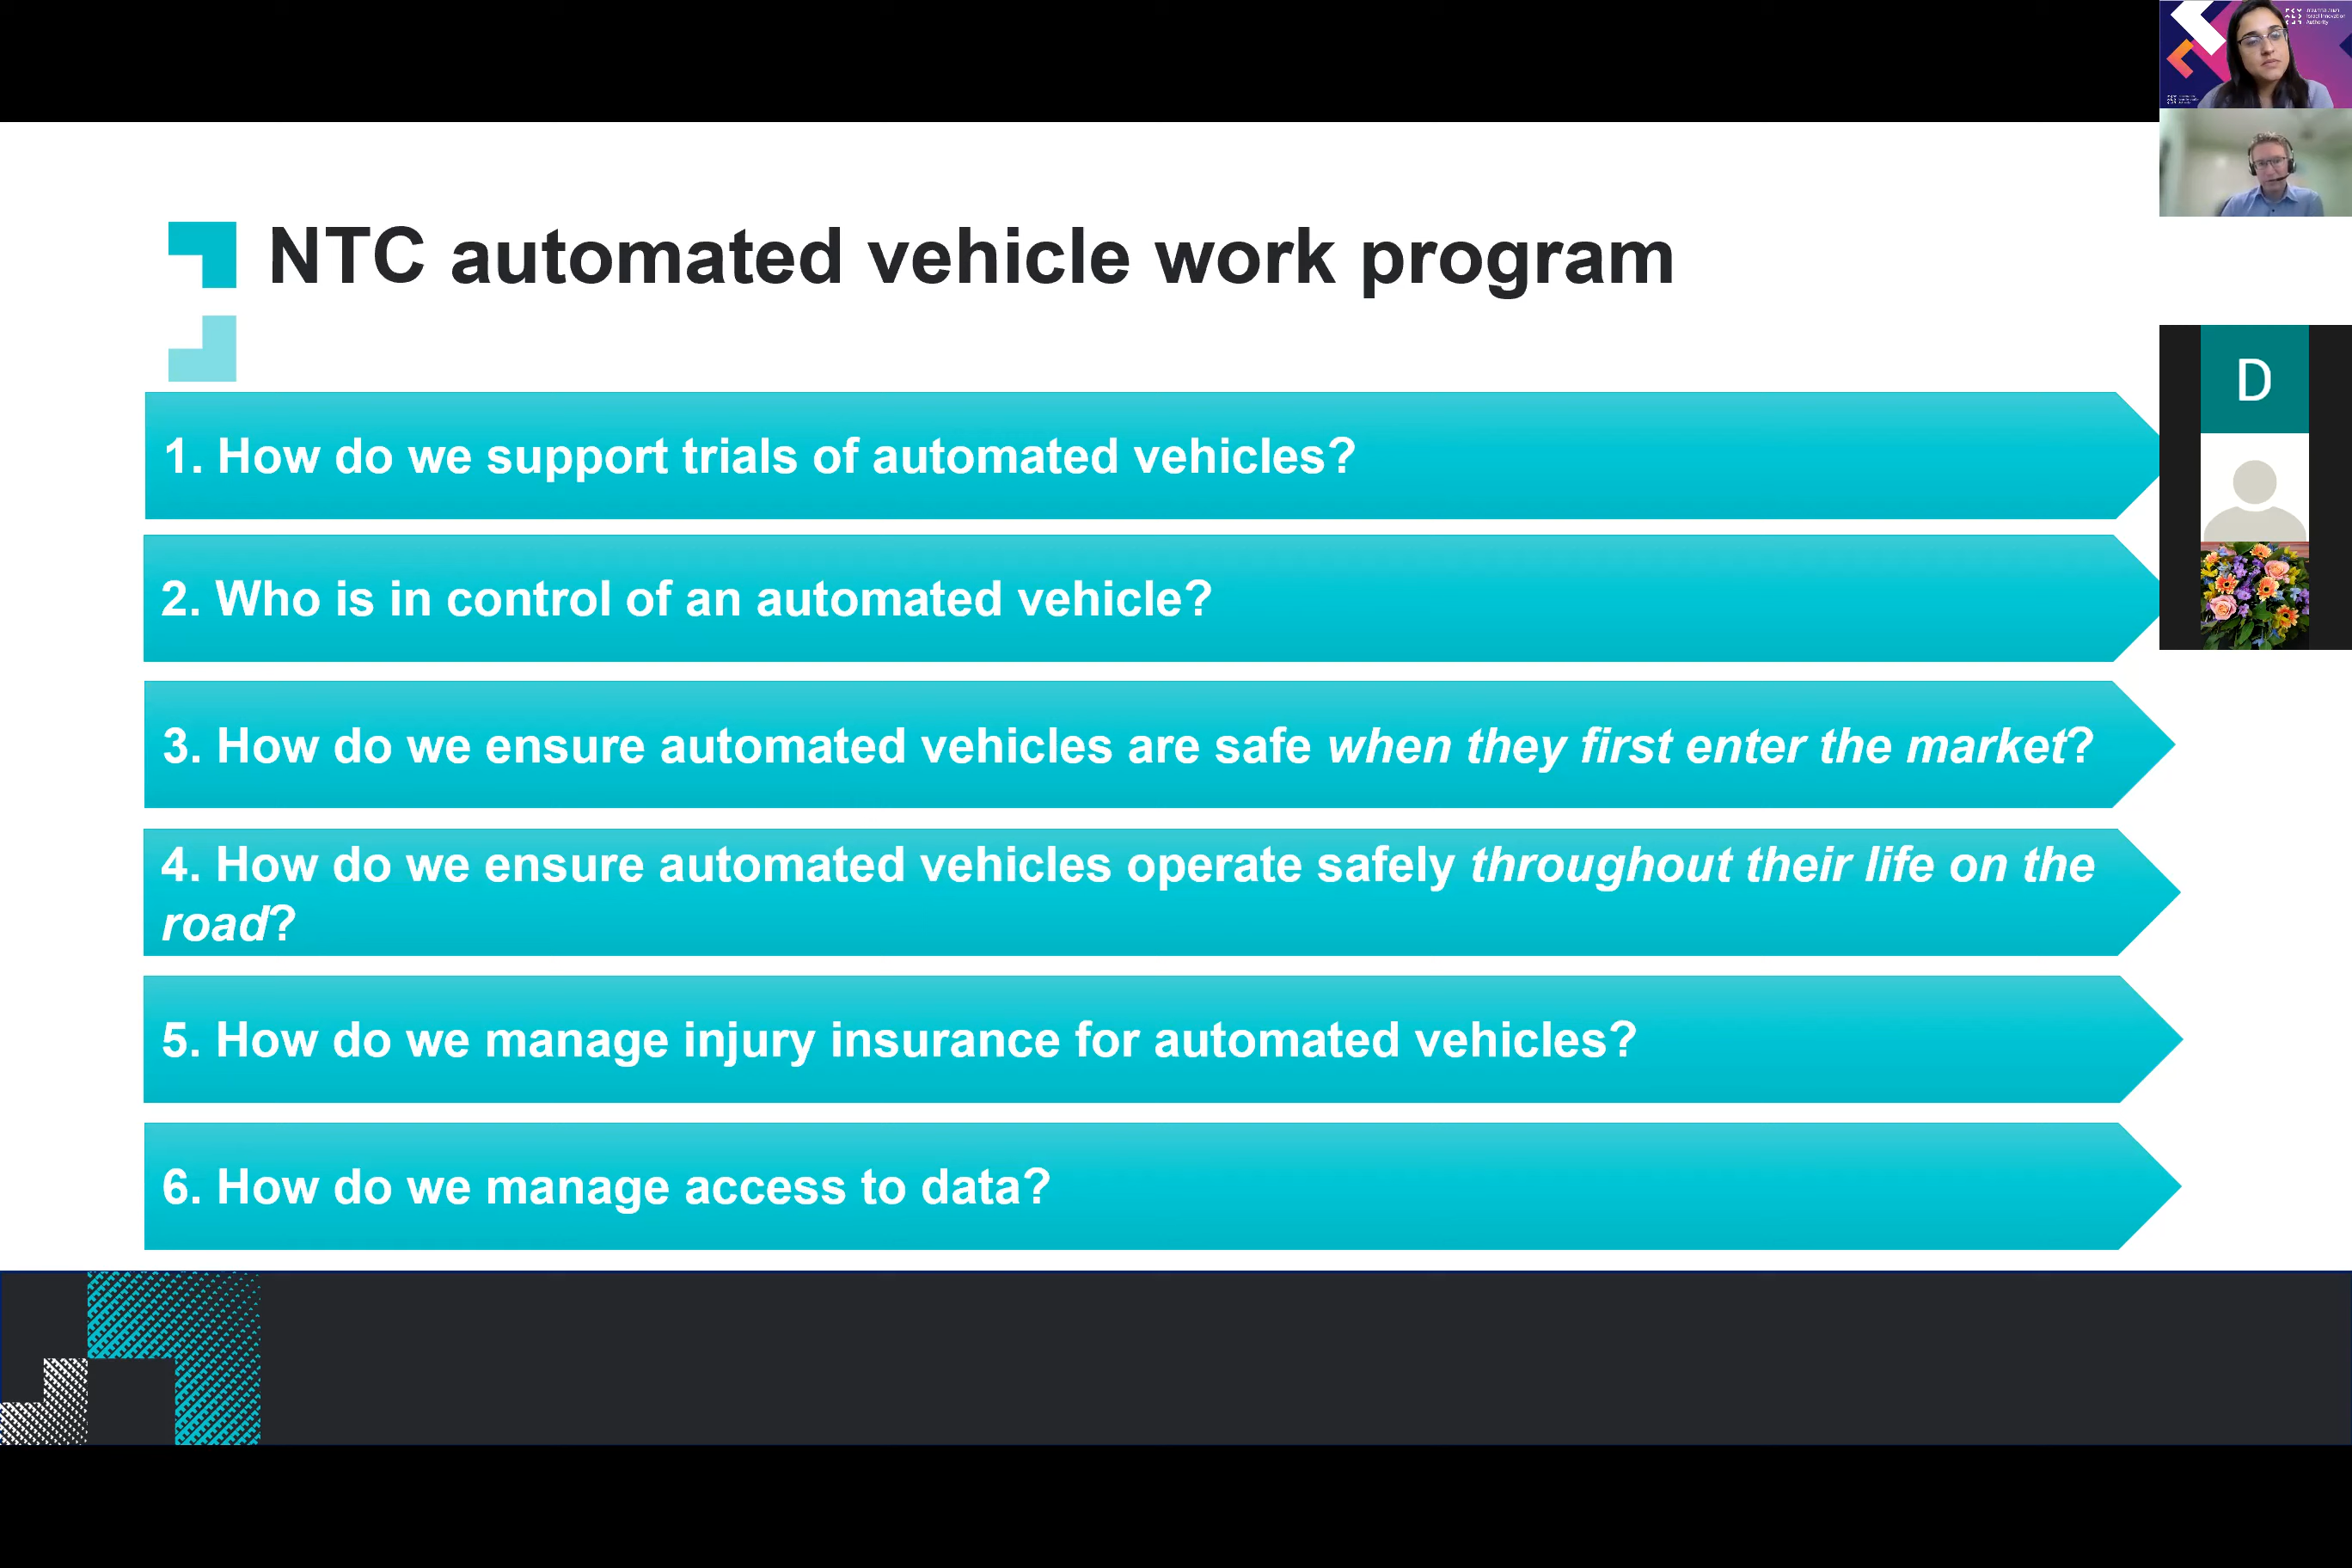 NTC automated vehicle work program
1. How do we support trials of automated vehicles?
2. Who is in control of an automated vehicle?
3. How do we ensure automated vehicles are safe when they first enter the market?
4. How do we ensure automated vehicles operate safely throughout their life on the
road?
5. How do we manage injury insurance for automated vehicles?
6. How do we manage access to data?
Israel Innovation
Authority
D